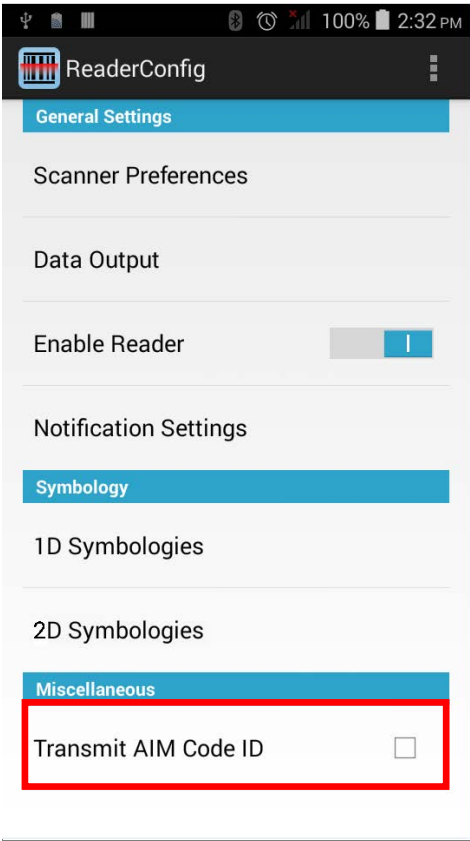 100% 2:32 PM
ReaderConfig
General Settings
Scanner Preferences
Data Output
Enable Reader
Notification Settings
Symbology
1D Symbologies
2D Symbologies
Miscellaneous
Transmit AIM Code ID